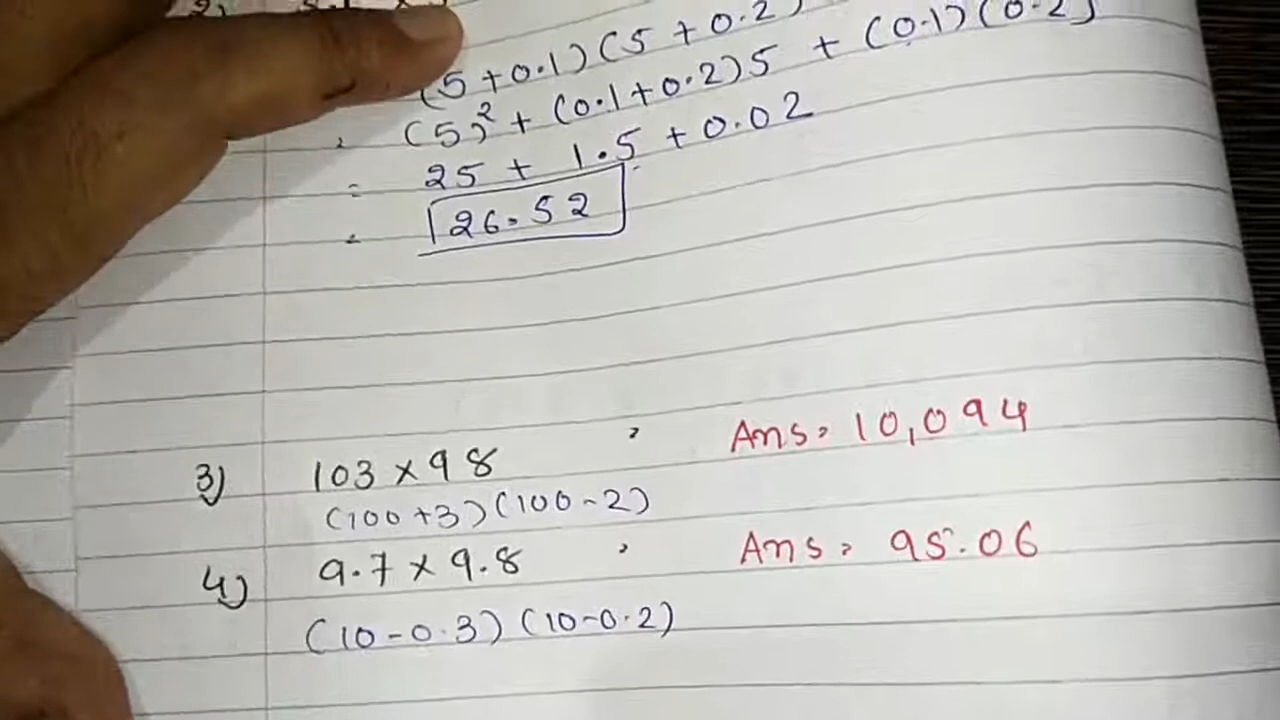 (5+0.1)(5+0.2)
= (5)² + (0.1+0.2)5 + (0.1)(0.2)
= 25 + 1.5 + 0.02
= 26.52
3) 103×98 , Ans = 10,094
(100+3)(100-2)
4) 9.7×9.8 , Ans = 95.06
(10-0.3)(10-0.2)